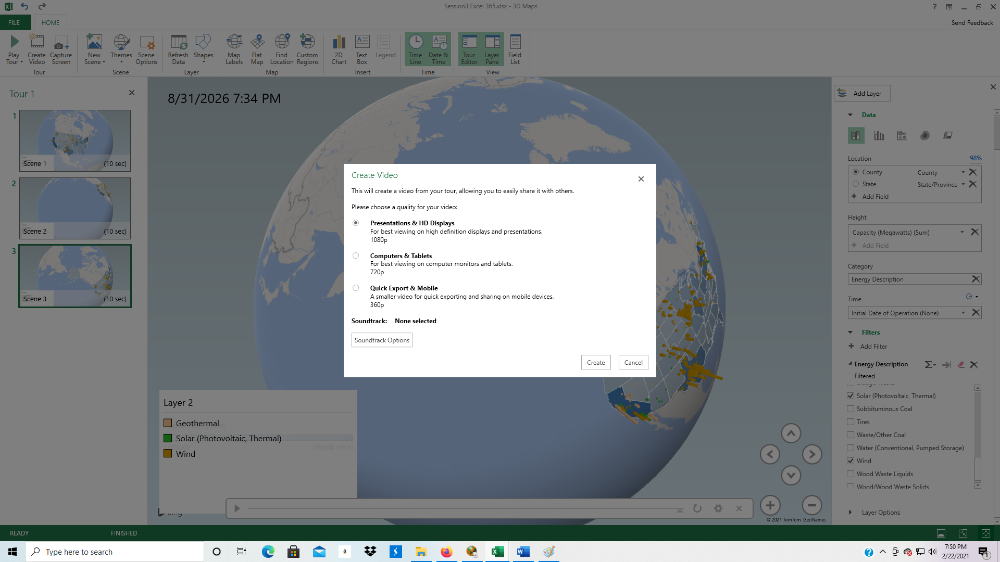 Session3 Excel 365.xlsx - 3D Maps
?
FILE
HOME
Send Feedback
Play Tour
Create Video
Capture Screen
Tour
New Scene
Themes
Scene Options
Scene
Refresh Data
Shapes
Layer
Map Labels
Flat Map
Find Location
Custom Regions
Map
2D Chart
Text Box
Legend
Insert
Time Line
Date & Time
Time
Tour Editor
Layer Pane
Field List
View
Tour 1
1
Scene 1 (10 sec)
2
Scene 2 (10 sec)
3
Scene 3 (10 sec)
8/31/2026 7:34 PM
Create Video
This will create a video from your tour, allowing you to easily share it with others.
Please choose a quality for your video:
Presentations & HD Displays
For best viewing on high definition displays and presentations.
1080p
Computers & Tablets
For best viewing on computer monitors and tablets.
720p
Quick Export & Mobile
A smaller video for quick exporting and sharing on mobile devices.
360p
Soundtrack: None selected
Soundtrack Options
Create Cancel
Layer 2
Geothermal
Solar (Photovoltaic, Thermal)
190,684,189.00
Wind
bing
© 2021 TomTom GeoNames
Add Layer
Data
Location 98%
County County
State State/Province
Add Field
Height
Capacity (Megawatts) (Sum)
Add Field
Category
Energy Description
Time
Initial Date of Operation (None)
Filters
Add Filter
Energy Description
Filtered
Sludge Waste
Solar (Photovoltaic, Thermal)
Subbituminous Coal
Tires
Waste/Other Coal
Water (Conventional, Pumped Storage)
Wind
Wood Waste Liquids
Wood/Wood Waste Solids
Layer Options
READY FINISHED
Type here to search
a
7:50 PM
2/22/2021
1